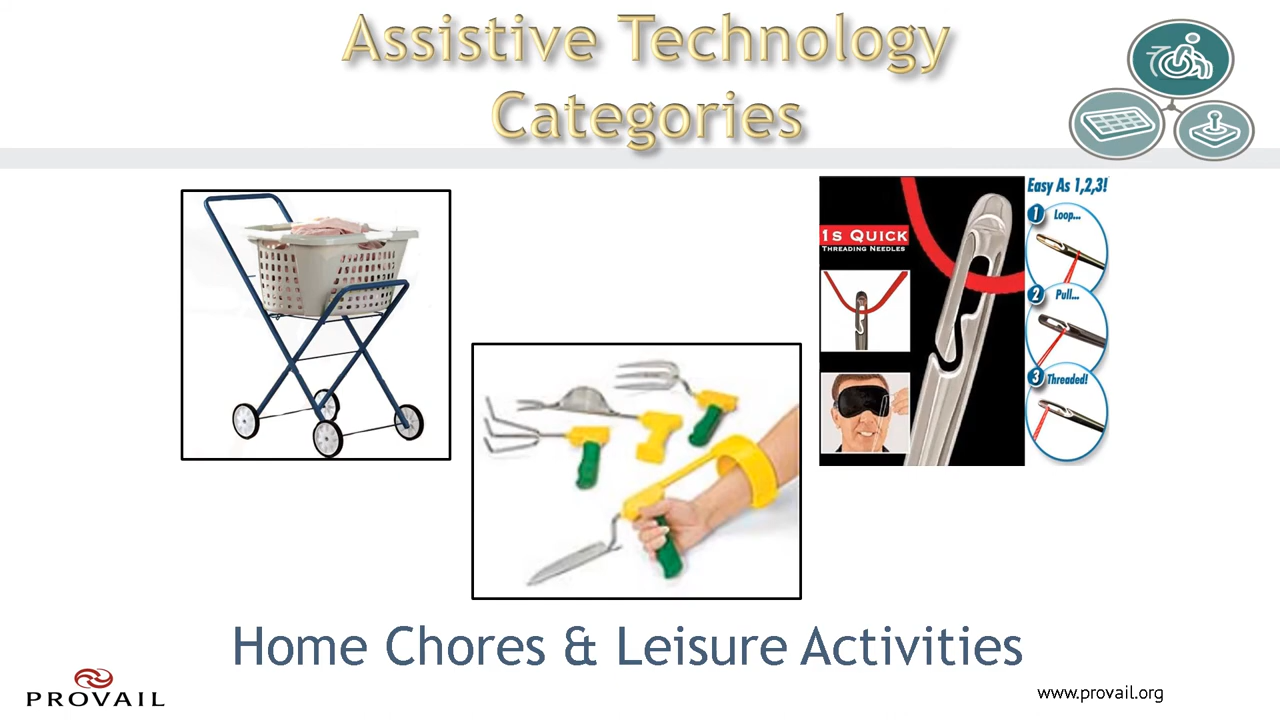 Assistive Technology
Categories
1s QUICK
THREADING NEEDLES
Easy As 1,2,3!
1 Loop...
2 Pull...
3 Threaded!
Home Chores & Leisure Activities
PROVAIL
www.provail.org